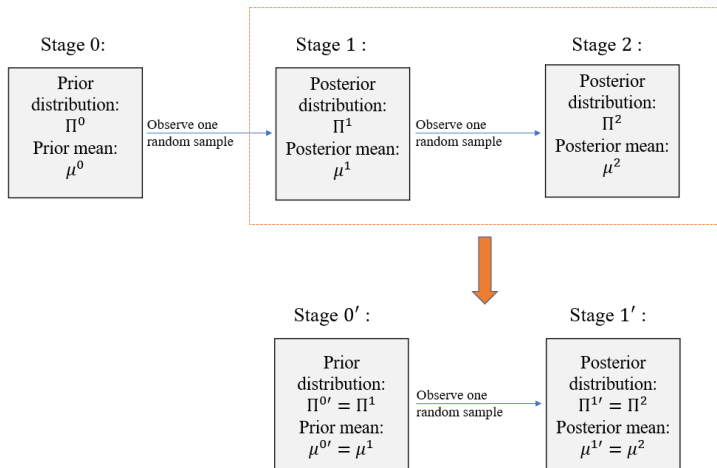 Stage 0:
Prior
distribution:
Π⁰
Prior mean:
μ⁰
Observe one
random sample
Stage 1 :
Posterior
distribution:
Π¹
Posterior mean:
μ¹
Observe one
random sample
Stage 2 :
Posterior
distribution:
Π²
Posterior mean:
μ²
Stage 0′ :
Prior
distribution:
Π⁰′ = Π¹
Prior mean:
μ⁰′ = μ¹
Observe one
random sample
Stage 1′ :
Posterior
distribution:
Π¹′ = Π²
Posterior mean:
μ¹′ = μ²